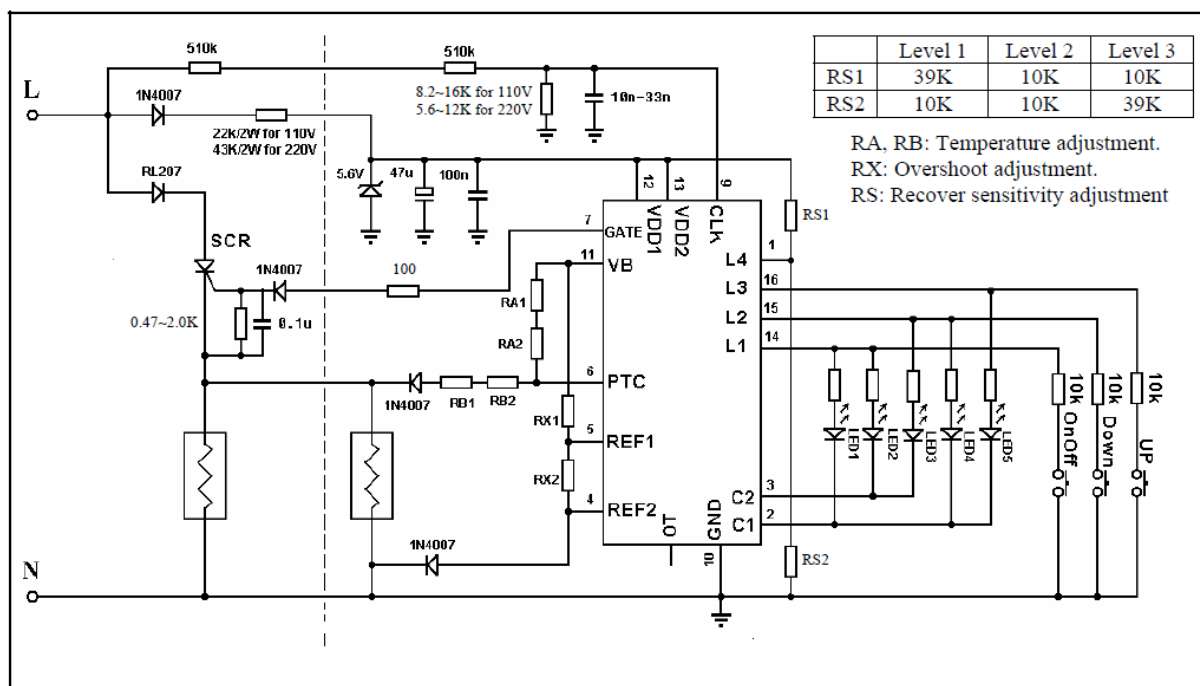 Level 1 Level 2 Level 3
RS1 39K 10K 10K
RS2 10K 10K 39K
RA, RB: Temperature adjustment.
RX: Overshoot adjustment.
RS: Recover sensitivity adjustment
510k
510k
8.2~16K for 110V
5.6~12K for 220V
10n-33n
L
1N4007
22k/2W for 110V
43K/2W for 220V
RL207
5.6V
47u
100n
12
13
9
VDD1
VDD2
CLK
RS1
SCR
7
GATE
1N4007
100
11
VB
0.47~2.0K
0.1u
RA1
RA2
L4
1
L3
16
L2
15
L1
14
6
PTC
1N4007
RB1
RB2
RX1
5
REF1
RX2
4
REF2
1N4007
LED1
LED2
LED3
LED4
LED5
10k
OnOff
10k
Down
10k
UP
C2
3
C1
2
OT
GND
10
RS2
N